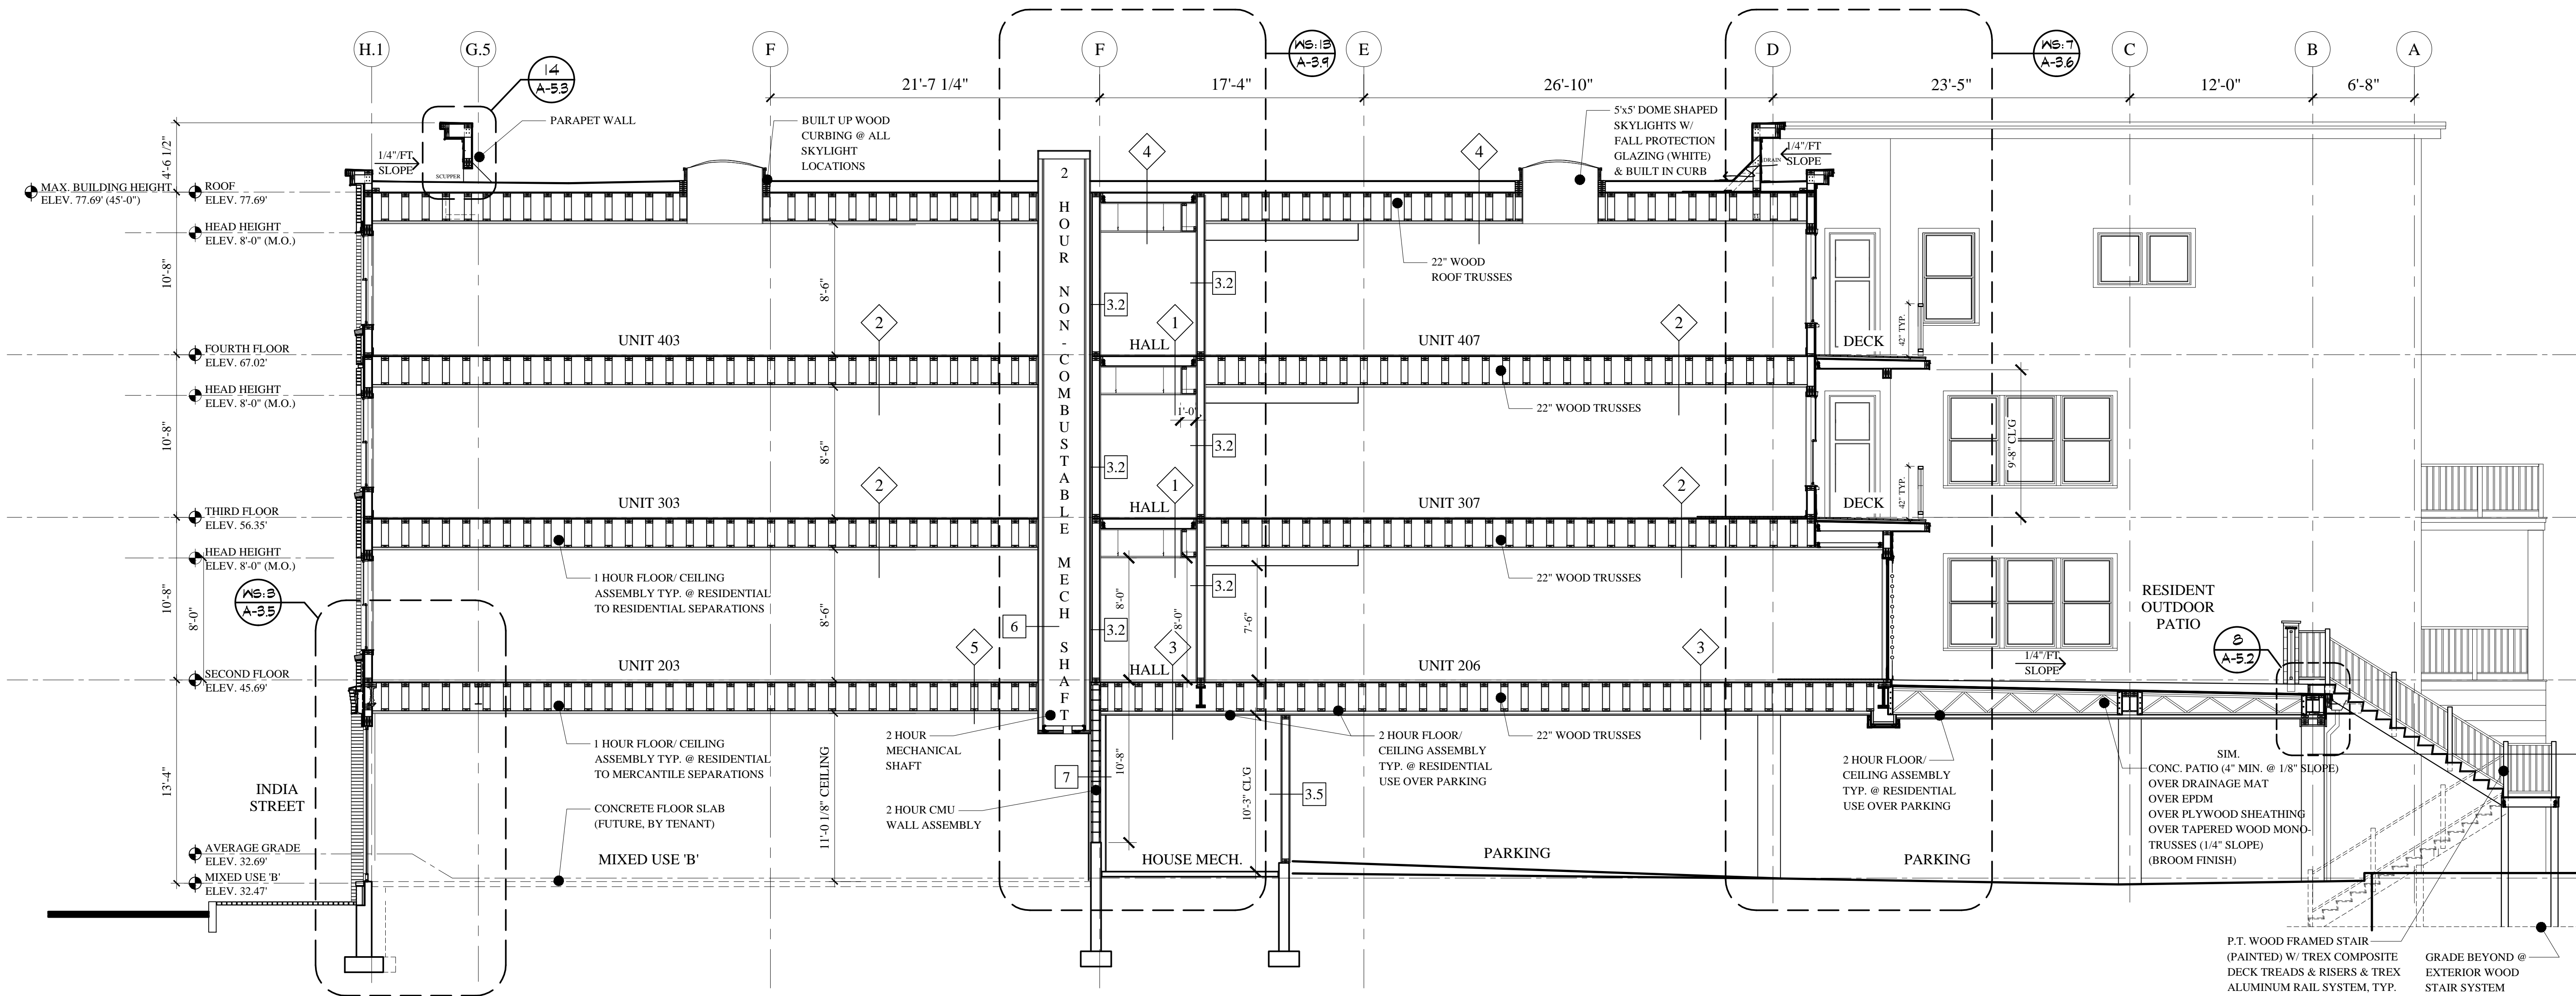 H.1
G.5
F
F
E
D
C
B
A
14
A-5.3
WS:13
A-3.9
WS:7
A-3.6
21'-7 1/4"
17'-4"
26'-10"
23'-5"
12'-0"
6'-8"
PARAPET WALL
BUILT UP WOOD
CURBING @ ALL
SKYLIGHT
LOCATIONS
5'x5' DOME SHAPED
SKYLIGHTS W/
FALL PROTECTION
GLAZING (WHITE)
& BUILT IN CURB
4'-6 1/2"
1/4"/FT
SLOPE
SCUPPER
4
4
DRAIN
1/4"/FT
SLOPE
MAX. BUILDING HEIGHT
ELEV. 77.69' (45'-0")
ROOF
ELEV. 77.69'
HEAD HEIGHT
ELEV. 8'-0" (M.O.)
10'-8"
8'-6"
22" WOOD
ROOF TRUSSES
3.2
3.2
2
1
2
42" TYP.
UNIT 403
HALL
UNIT 407
DECK
FOURTH FLOOR
ELEV. 67.02'
HEAD HEIGHT
ELEV. 8'-0" (M.O.)
22" WOOD TRUSSES
1'-0"
10'-8"
8'-6"
3.2
3.2
9'-8" CL'G
2
1
2
42" TYP.
UNIT 303
HALL
UNIT 307
DECK
THIRD FLOOR
ELEV. 56.35'
HEAD HEIGHT
ELEV. 8'-0" (M.O.)
1 HOUR FLOOR/ CEILING
ASSEMBLY TYP. @ RESIDENTIAL
TO RESIDENTIAL SEPARATIONS
22" WOOD TRUSSES
3.2
WS:3
A-3.5
10'-8"
8'-0"
8'-6"
6
3.2
8'-0"
8'-0"
7'-6"
RESIDENT
OUTDOOR
PATIO
8
A-5.2
5
3
3
1/4"/FT
SLOPE
UNIT 203
HALL
UNIT 206
SECOND FLOOR
ELEV. 45.69'
2 HOUR NON-COMBUSTABLE MECH SHAFT
1 HOUR FLOOR/ CEILING
ASSEMBLY TYP. @ RESIDENTIAL
TO MERCANTILE SEPARATIONS
2 HOUR
MECHANICAL
SHAFT
2 HOUR FLOOR/
CEILING ASSEMBLY
TYP. @ RESIDENTIAL
USE OVER PARKING
22" WOOD TRUSSES
2 HOUR FLOOR/
CEILING ASSEMBLY
TYP. @ RESIDENTIAL
USE OVER PARKING
SIM.
CONC. PATIO (4" MIN. @ 1/8" SLOPE)
OVER DRAINAGE MAT
OVER EPDM
OVER PLYWOOD SHEATHING
OVER TAPERED WOOD MONO-
TRUSSES (1/4" SLOPE)
(BROOM FINISH)
13'-4"
INDIA
STREET
CONCRETE FLOOR SLAB
(FUTURE, BY TENANT)
11'-0 1/8" CEILING
2 HOUR CMU
WALL ASSEMBLY
7
10'-8"
10'-3" CL'G
3.5
AVERAGE GRADE
ELEV. 32.69'
MIXED USE 'B'
ELEV. 32.47'
MIXED USE 'B'
HOUSE MECH.
PARKING
PARKING
P.T. WOOD FRAMED STAIR
(PAINTED) W/ TREX COMPOSITE
DECK TREADS & RISERS & TREX
ALUMINUM RAIL SYSTEM, TYP.
GRADE BEYOND @
EXTERIOR WOOD
STAIR SYSTEM